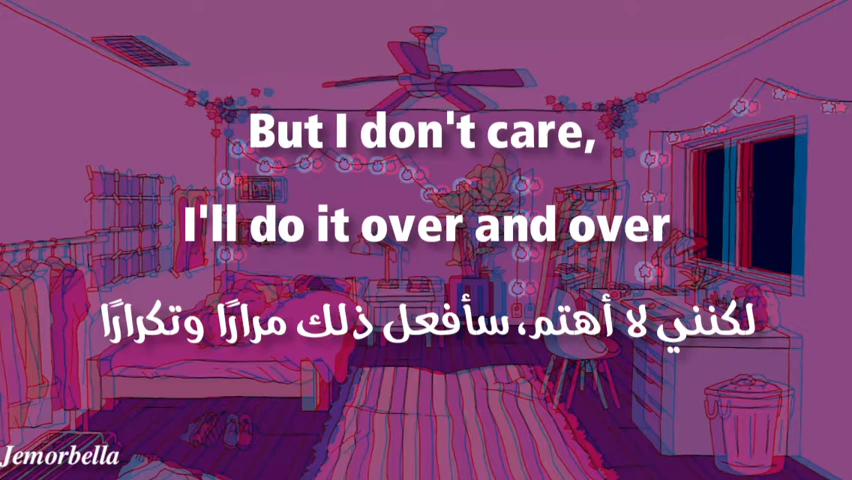 But I don't care,
I'll do it over and over
لكنني لا أهتم، سأفعل ذلك مرارًا وتكرارًا
Jemorbella